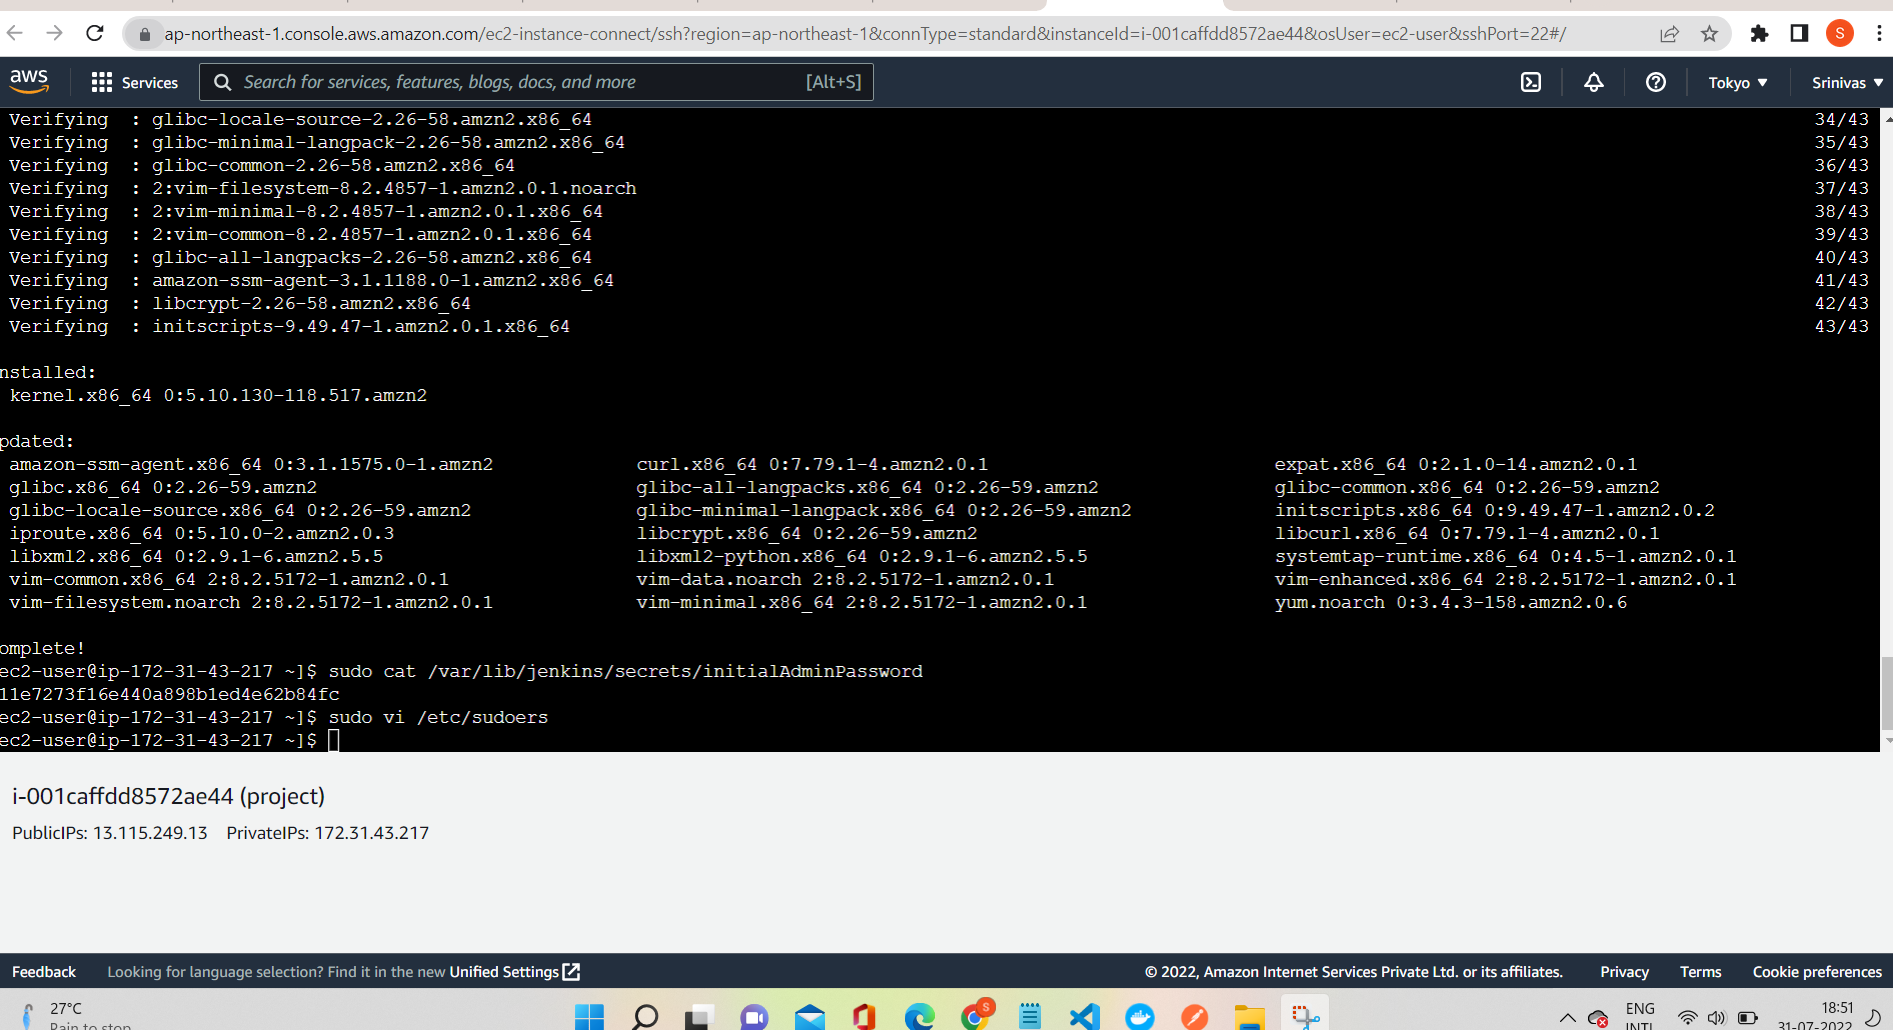 ap-northeast-1.console.aws.amazon.com/ec2-instance-connect/ssh?region=ap-northeast-1&connType=standard&instanceId=i-001caffdd8572ae44&osUser=ec2-user&sshPort=22#/
S
aws Services Search for services, features, blogs, docs, and more [Alt+S] Tokyo Srinivas
Verifying : glibc-locale-source-2.26-58.amzn2.x86_64 34/43
Verifying : glibc-minimal-langpack-2.26-58.amzn2.x86_64 35/43
Verifying : glibc-common-2.26-58.amzn2.x86_64 36/43
Verifying : 2:vim-filesystem-8.2.4857-1.amzn2.0.1.noarch 37/43
Verifying : 2:vim-minimal-8.2.4857-1.amzn2.0.1.x86_64 38/43
Verifying : 2:vim-common-8.2.4857-1.amzn2.0.1.x86_64 39/43
Verifying : glibc-all-langpacks-2.26-58.amzn2.x86_64 40/43
Verifying : amazon-ssm-agent-3.1.1188.0-1.amzn2.x86_64 41/43
Verifying : libcrypt-2.26-58.amzn2.x86_64 42/43
Verifying : initscripts-9.49.47-1.amzn2.0.1.x86_64 43/43
nstalled:
kernel.x86_64 0:5.10.130-118.517.amzn2
pdated:
amazon-ssm-agent.x86_64 0:3.1.1575.0-1.amzn2 curl.x86_64 0:7.79.1-4.amzn2.0.1 expat.x86_64 0:2.1.0-14.amzn2.0.1
glibc.x86_64 0:2.26-59.amzn2 glibc-all-langpacks.x86_64 0:2.26-59.amzn2 glibc-common.x86_64 0:2.26-59.amzn2
glibc-locale-source.x86_64 0:2.26-59.amzn2 glibc-minimal-langpack.x86_64 0:2.26-59.amzn2 initscripts.x86_64 0:9.49.47-1.amzn2.0.2
iproute.x86_64 0:5.10.0-2.amzn2.0.3 libcrypt.x86_64 0:2.26-59.amzn2 libcurl.x86_64 0:7.79.1-4.amzn2.0.1
libxml2.x86_64 0:2.9.1-6.amzn2.5.5 libxml2-python.x86_64 0:2.9.1-6.amzn2.5.5 systemtap-runtime.x86_64 0:4.5-1.amzn2.0.1
vim-common.x86_64 2:8.2.5172-1.amzn2.0.1 vim-data.noarch 2:8.2.5172-1.amzn2.0.1 vim-enhanced.x86_64 2:8.2.5172-1.amzn2.0.1
vim-filesystem.noarch 2:8.2.5172-1.amzn2.0.1 vim-minimal.x86_64 2:8.2.5172-1.amzn2.0.1 yum.noarch 0:3.4.3-158.amzn2.0.6
omplete!
ec2-user@ip-172-31-43-217 ~]$ sudo cat /var/lib/jenkins/secrets/initialAdminPassword
11e7273f16e440a898b1ed4e62b84fc
ec2-user@ip-172-31-43-217 ~]$ sudo vi /etc/sudoers
ec2-user@ip-172-31-43-217 ~]$
i-001caffdd8572ae44 (project)
PublicIPs: 13.115.249.13 PrivateIPs: 172.31.43.217
Feedback Looking for language selection? Find it in the new Unified Settings © 2022, Amazon Internet Services Private Ltd. or its affiliates. Privacy Terms Cookie preferences
27°C S ENG 18:51
Rain to stop INTL 31-07-2022